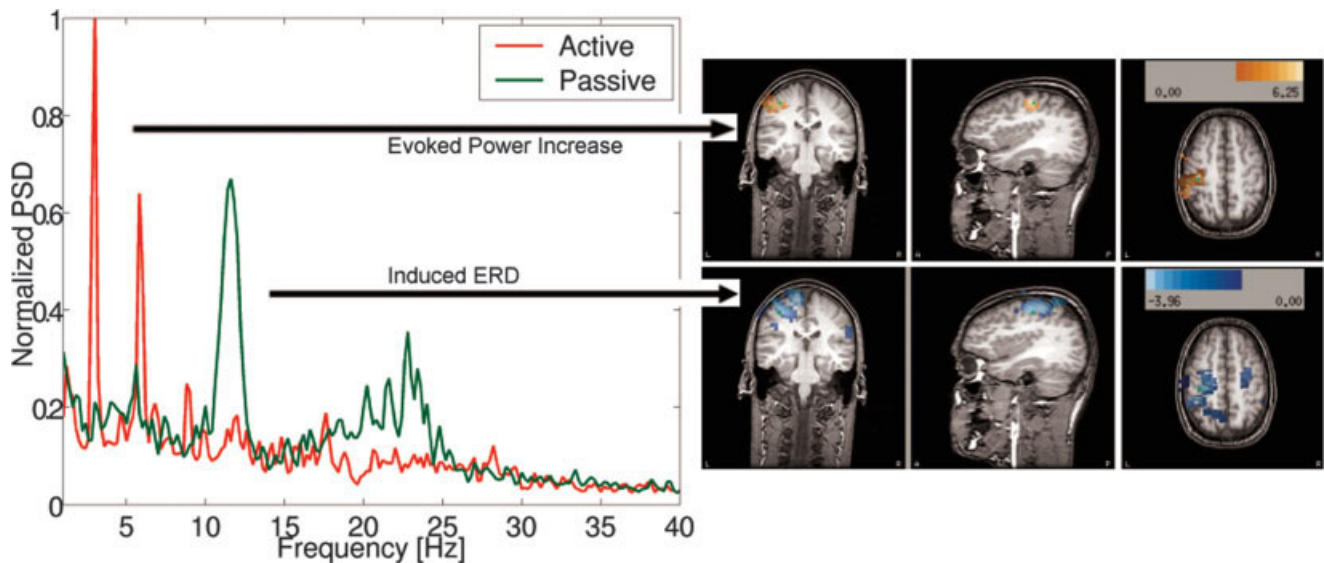 1
0.8
0.6
0.4
0.2
0
Normalized PSD
5
10
15
20
25
30
35
40
Frequency [Hz]
Active
Passive
Evoked Power Increase
Induced ERD
L
R
A
P
0.00
6.25
L
R
L
R
A
P
-3.96
0.00
L
R